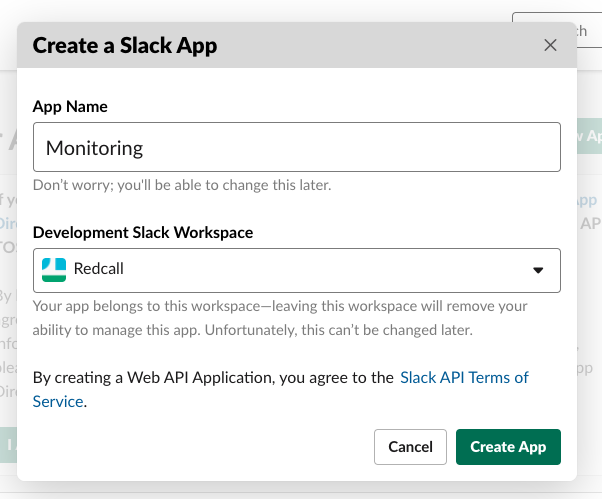 Create a Slack App
App Name
Monitoring
Don't worry; you'll be able to change this later.
Development Slack Workspace
Redcall
Your app belongs to this workspace—leaving this workspace will remove your
ability to manage this app. Unfortunately, this can't be changed later.
By creating a Web API Application, you agree to the Slack API Terms of
Service.
Cancel
Create App